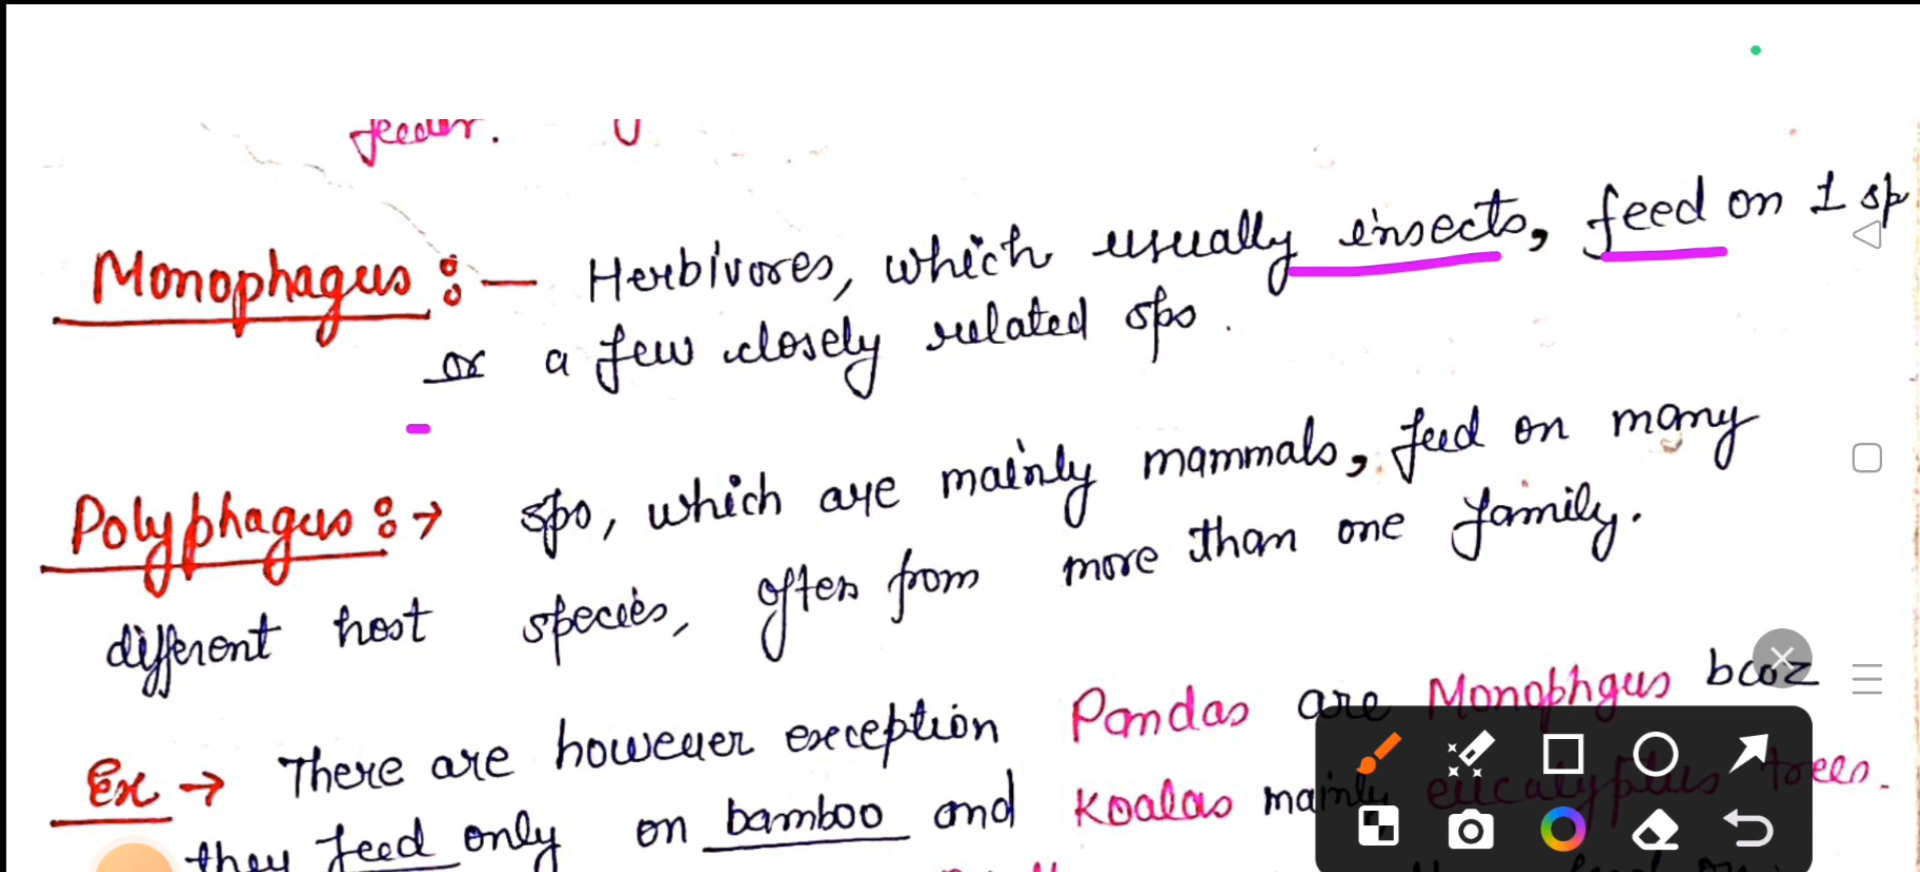 feeder.
Monophagus :— Herbivores, which usually insects, feed on 1 sp
or a few closely related sps.
Polyphagus :→ sps, which are mainly mammals, feed on many
different host species, often from more than one family.
Ex → There are however exception Pandas are Monophgus bcoz
they feed only on bamboo and Koalas mainly eucalyptus trees.